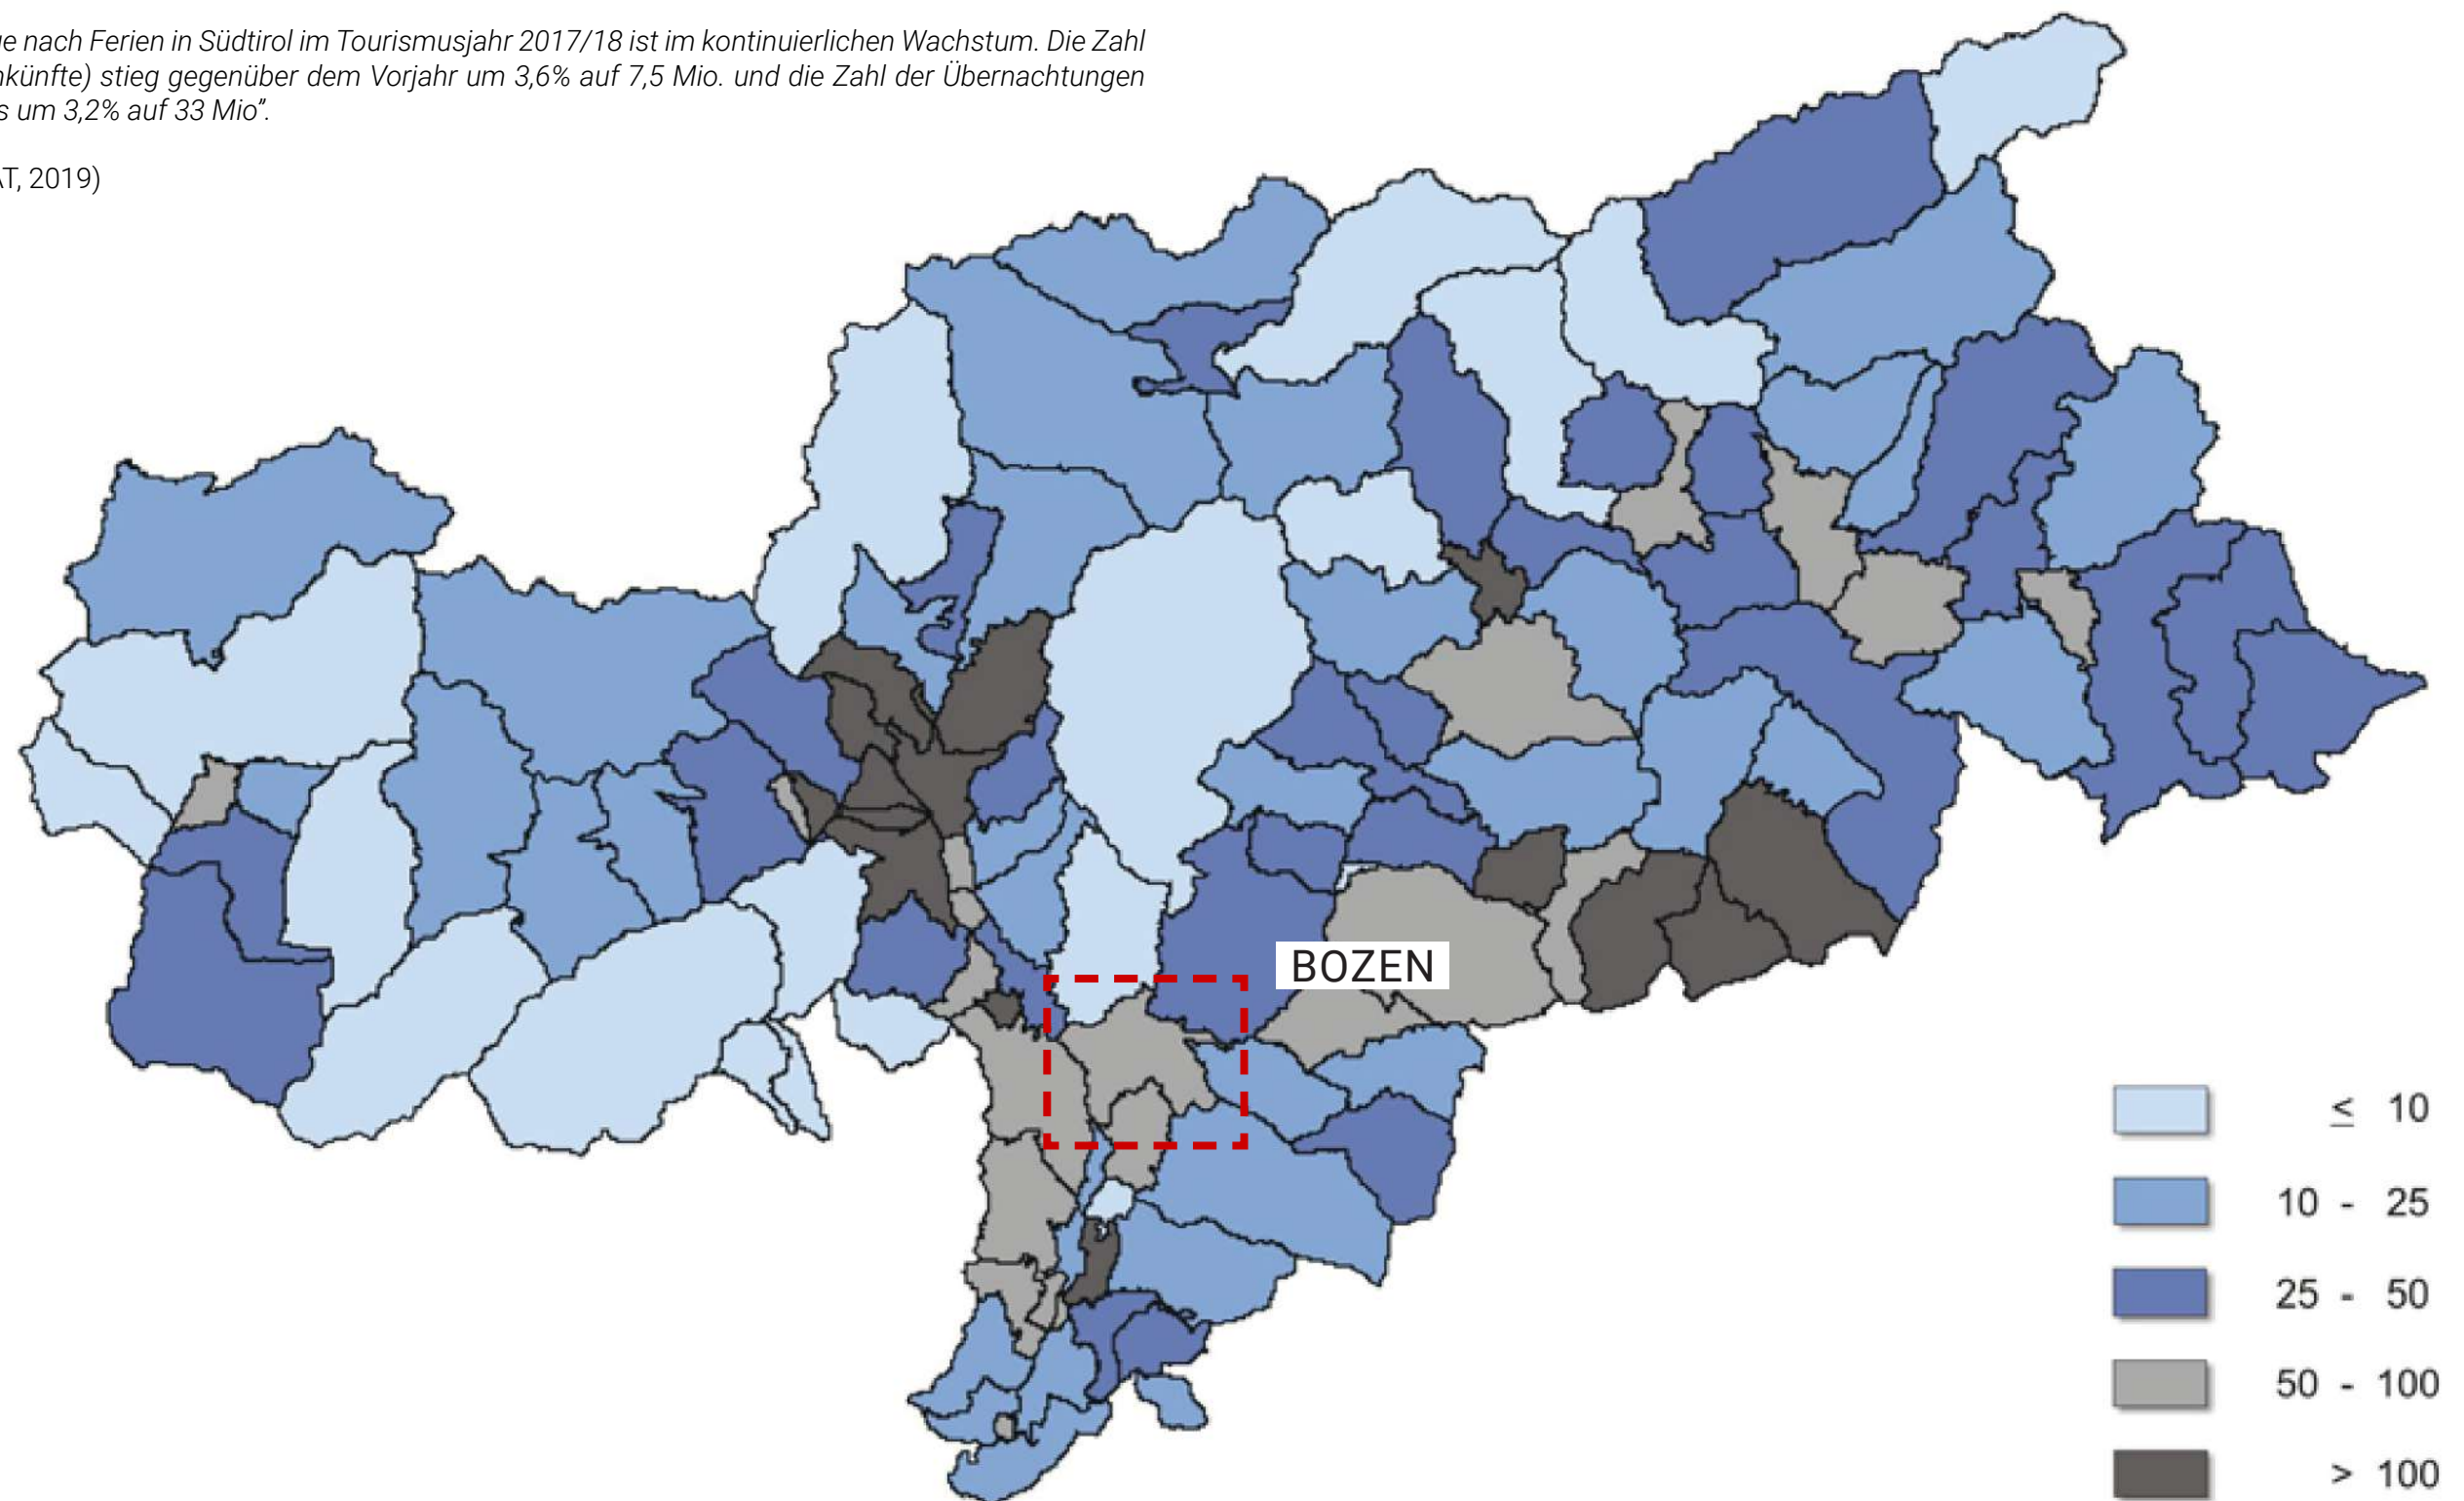 e nach Ferien in Südtirol im Tourismusjahr 2017/18 ist im kontinuierlichen Wachstum. Die Zahl
künfte) stieg gegenüber dem Vorjahr um 3,6% auf 7,5 Mio. und die Zahl der Übernachtungen
s um 3,2% auf 33 Mio”.
T, 2019)
BOZEN
≤ 10
10 - 25
25 - 50
50 - 100
> 100